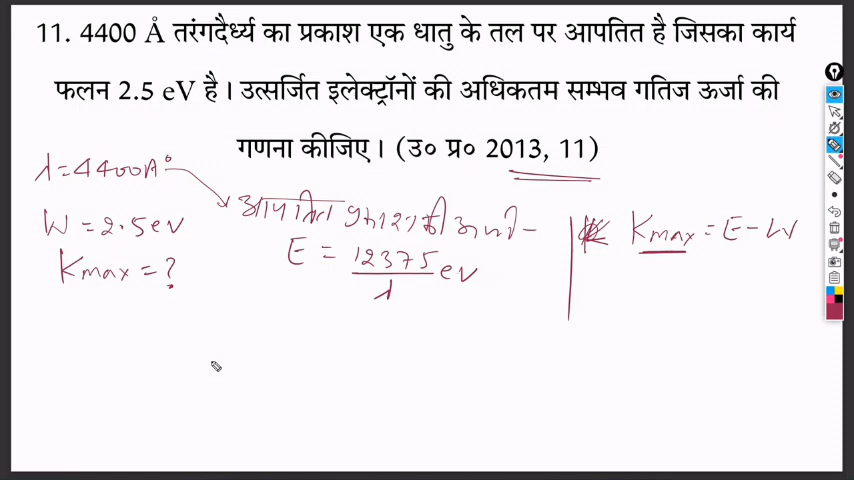 11. 4400 Å तरंगदैर्ध्य का प्रकाश एक धातु के तल पर आपतित है जिसका कार्य
फलन 2.5 eV है। उत्सर्जित इलेक्ट्रॉनों की अधिकतम सम्भव गतिज ऊर्जा की
गणना कीजिए। (उ० प्र० 2013, 11)
λ=4400A°
W = 2.5ev
Kmax = ?
आपतित प्रकाश की ऊर्जा-
E = 12375/λ ev
Kmax = E - W